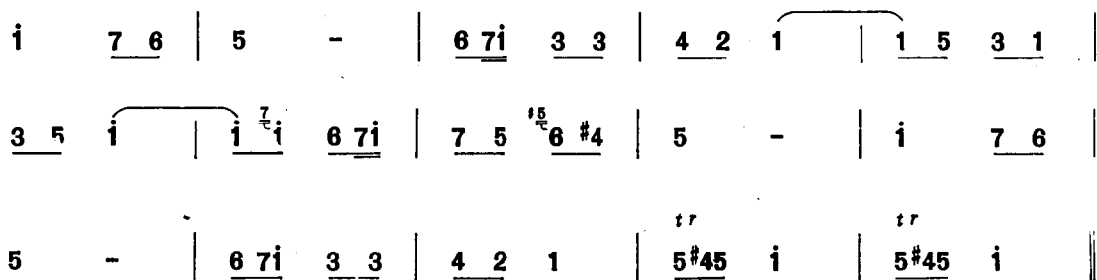 i̇ 7 6 | 5 - | 6 7i̇ 3 3 | 4 2 1 | 1 5 3 1 |
3 5 i̇ | i̇ 7 i̇ 6 7i̇ | 7 5 #5 6 #4 | 5 - | i̇ 7 6 |
tr tr
5 - | 6 7i̇ 3 3 | 4 2 1 | 5#45 i̇ | 5#45 i̇ ‖